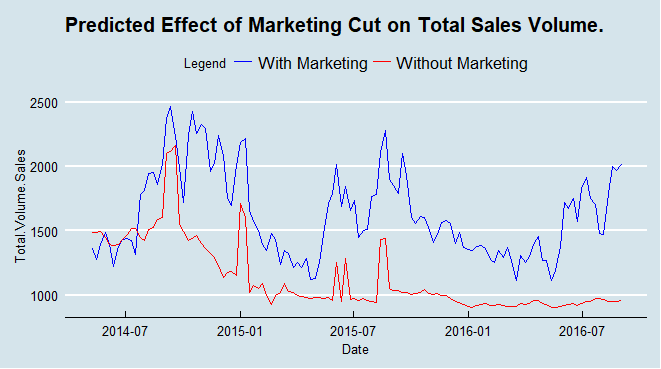 Predicted Effect of Marketing Cut on Total Sales Volume.
Legend With Marketing Without Marketing
2500
2000
1500
1000
Total.Volume.Sales
2014-07 2015-01 2015-07 2016-01 2016-07
Date